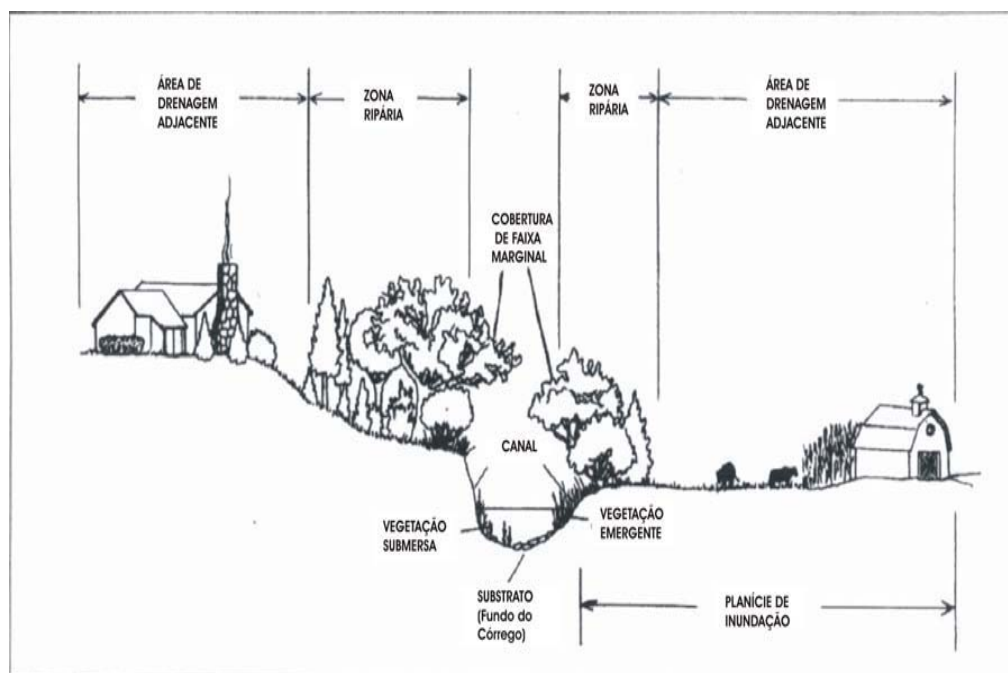 ÁREA DE
DRENAGEM
ADJACENTE
ZONA
RIPÁRIA
ZONA
RIPÁRIA
ÁREA DE
DRENAGEM
ADJACENTE
COBERTURA
DE FAIXA
MARGINAL
CANAL
VEGETAÇÃO
SUBMERSA
VEGETAÇÃO
EMERGENTE
SUBSTRATO
(Fundo do
Córrego)
PLANÍCIE DE
INUNDAÇÃO